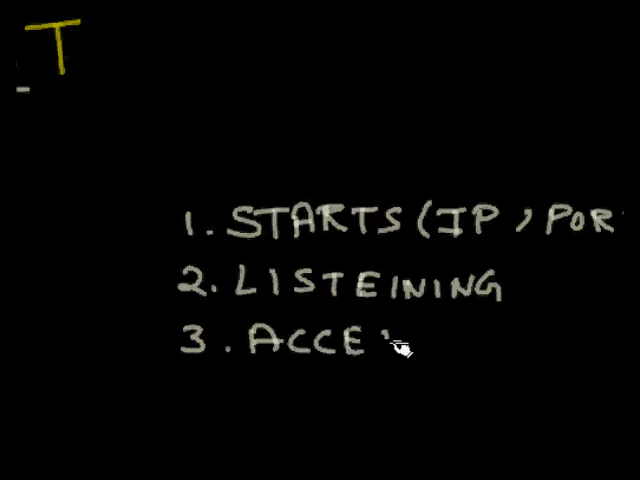 T
1. STARTS (IP, POR
2. LISTEINING
3. ACCE